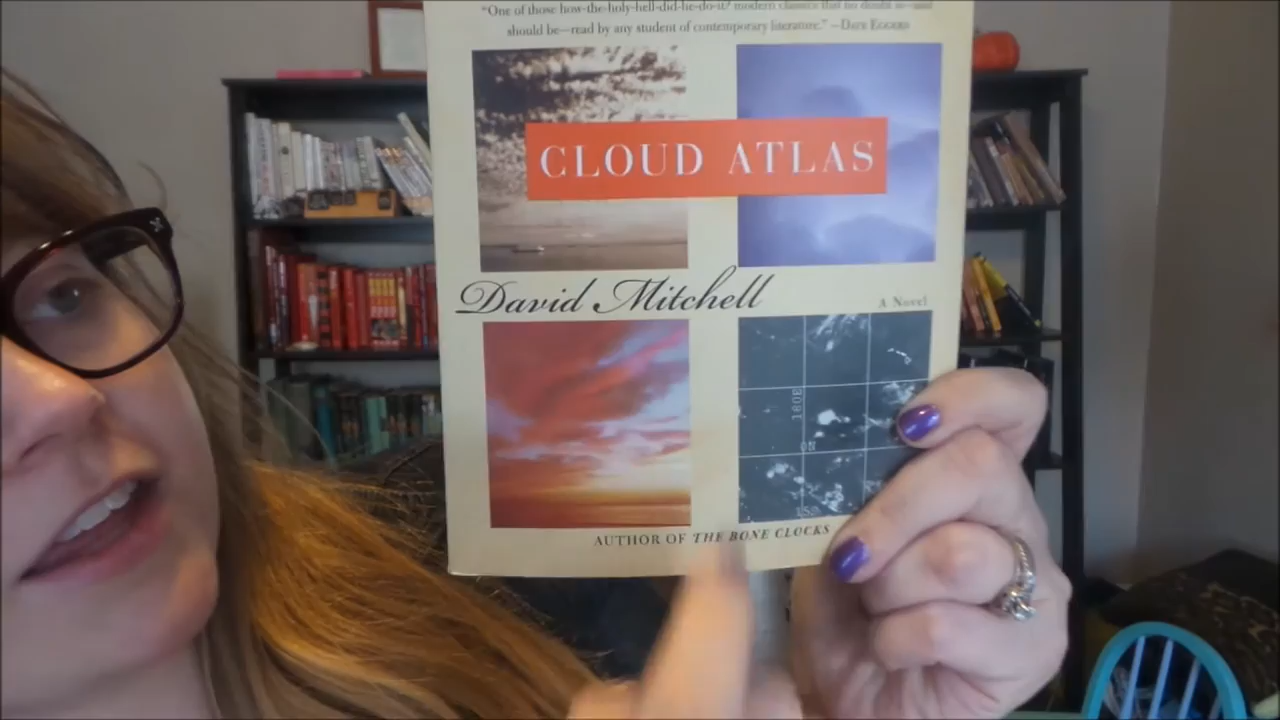 "One of those how-the-holy-hell-did-he-do-it? modern classics that no doubt is—and
should be—read by any student of contemporary literature." —Dave Eggers
CLOUD ATLAS
David Mitchell
A Novel
180E
0N
AUTHOR OF THE BONE CLOCKS